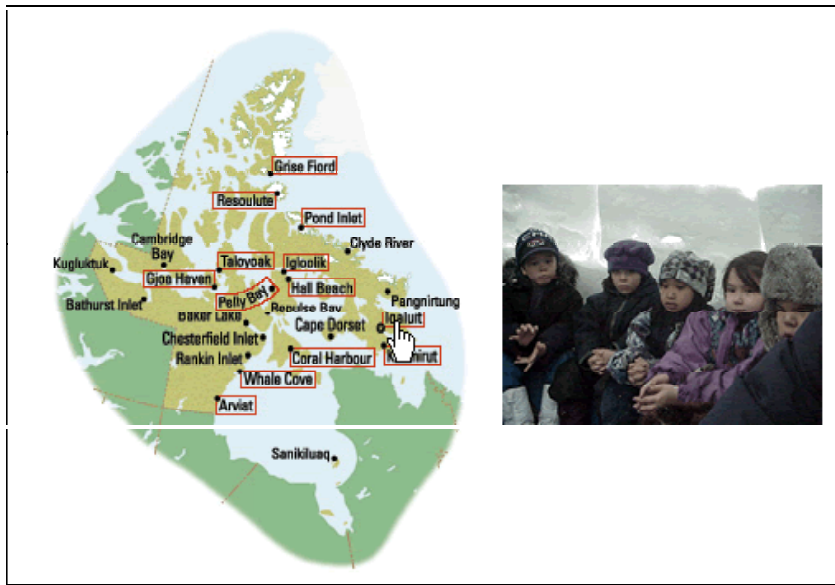 Grise Fiord
Resoulute
Pond Inlet
Clyde River
Cambridge
Bay
Kugluktuk
Taloyoak
Igloolik
Gjoa Haven
Hall Beach
Pelly Bay
Bathurst Inlet
Pangnirtung
Baker Lake
Repulse Bay
Iqaluit
Cape Dorset
Chesterfield Inlet
Rankin Inlet
Coral Harbour
Whale Cove
Arviat
Sanikiluaq